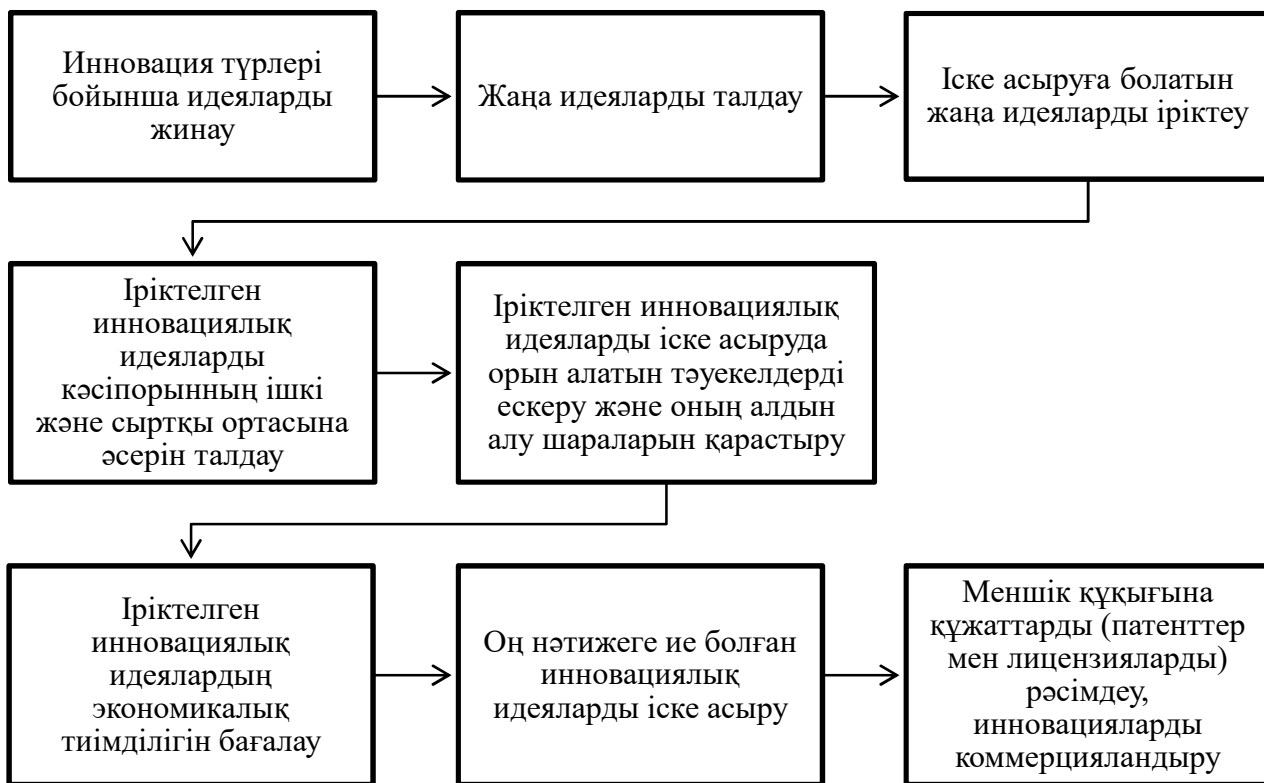 Инновация түрлері
бойынша идеяларды
жинау
Жаңа идеяларды талдау
Іске асыруға болатын
жаңа идеяларды іріктеу
Іріктелген
инновациялық
идеяларды
кәсіпорынның ішкі
және сыртқы ортасына
әсерін талдау
Іріктелген инновациялық
идеяларды іске асыруда
орын алатын тәуекелдерді
ескеру және оның алдын
алу шараларын қарастыру
Іріктелген
инновациялық
идеялардың
экономикалық
тиімділігін бағалау
Оң нәтижеге ие болған
инновациялық
идеяларды іске асыру
Меншік құқығына
құжаттарды (патенттер
мен лицензияларды)
рәсімдеу,
инновацияларды
коммерцияландыру